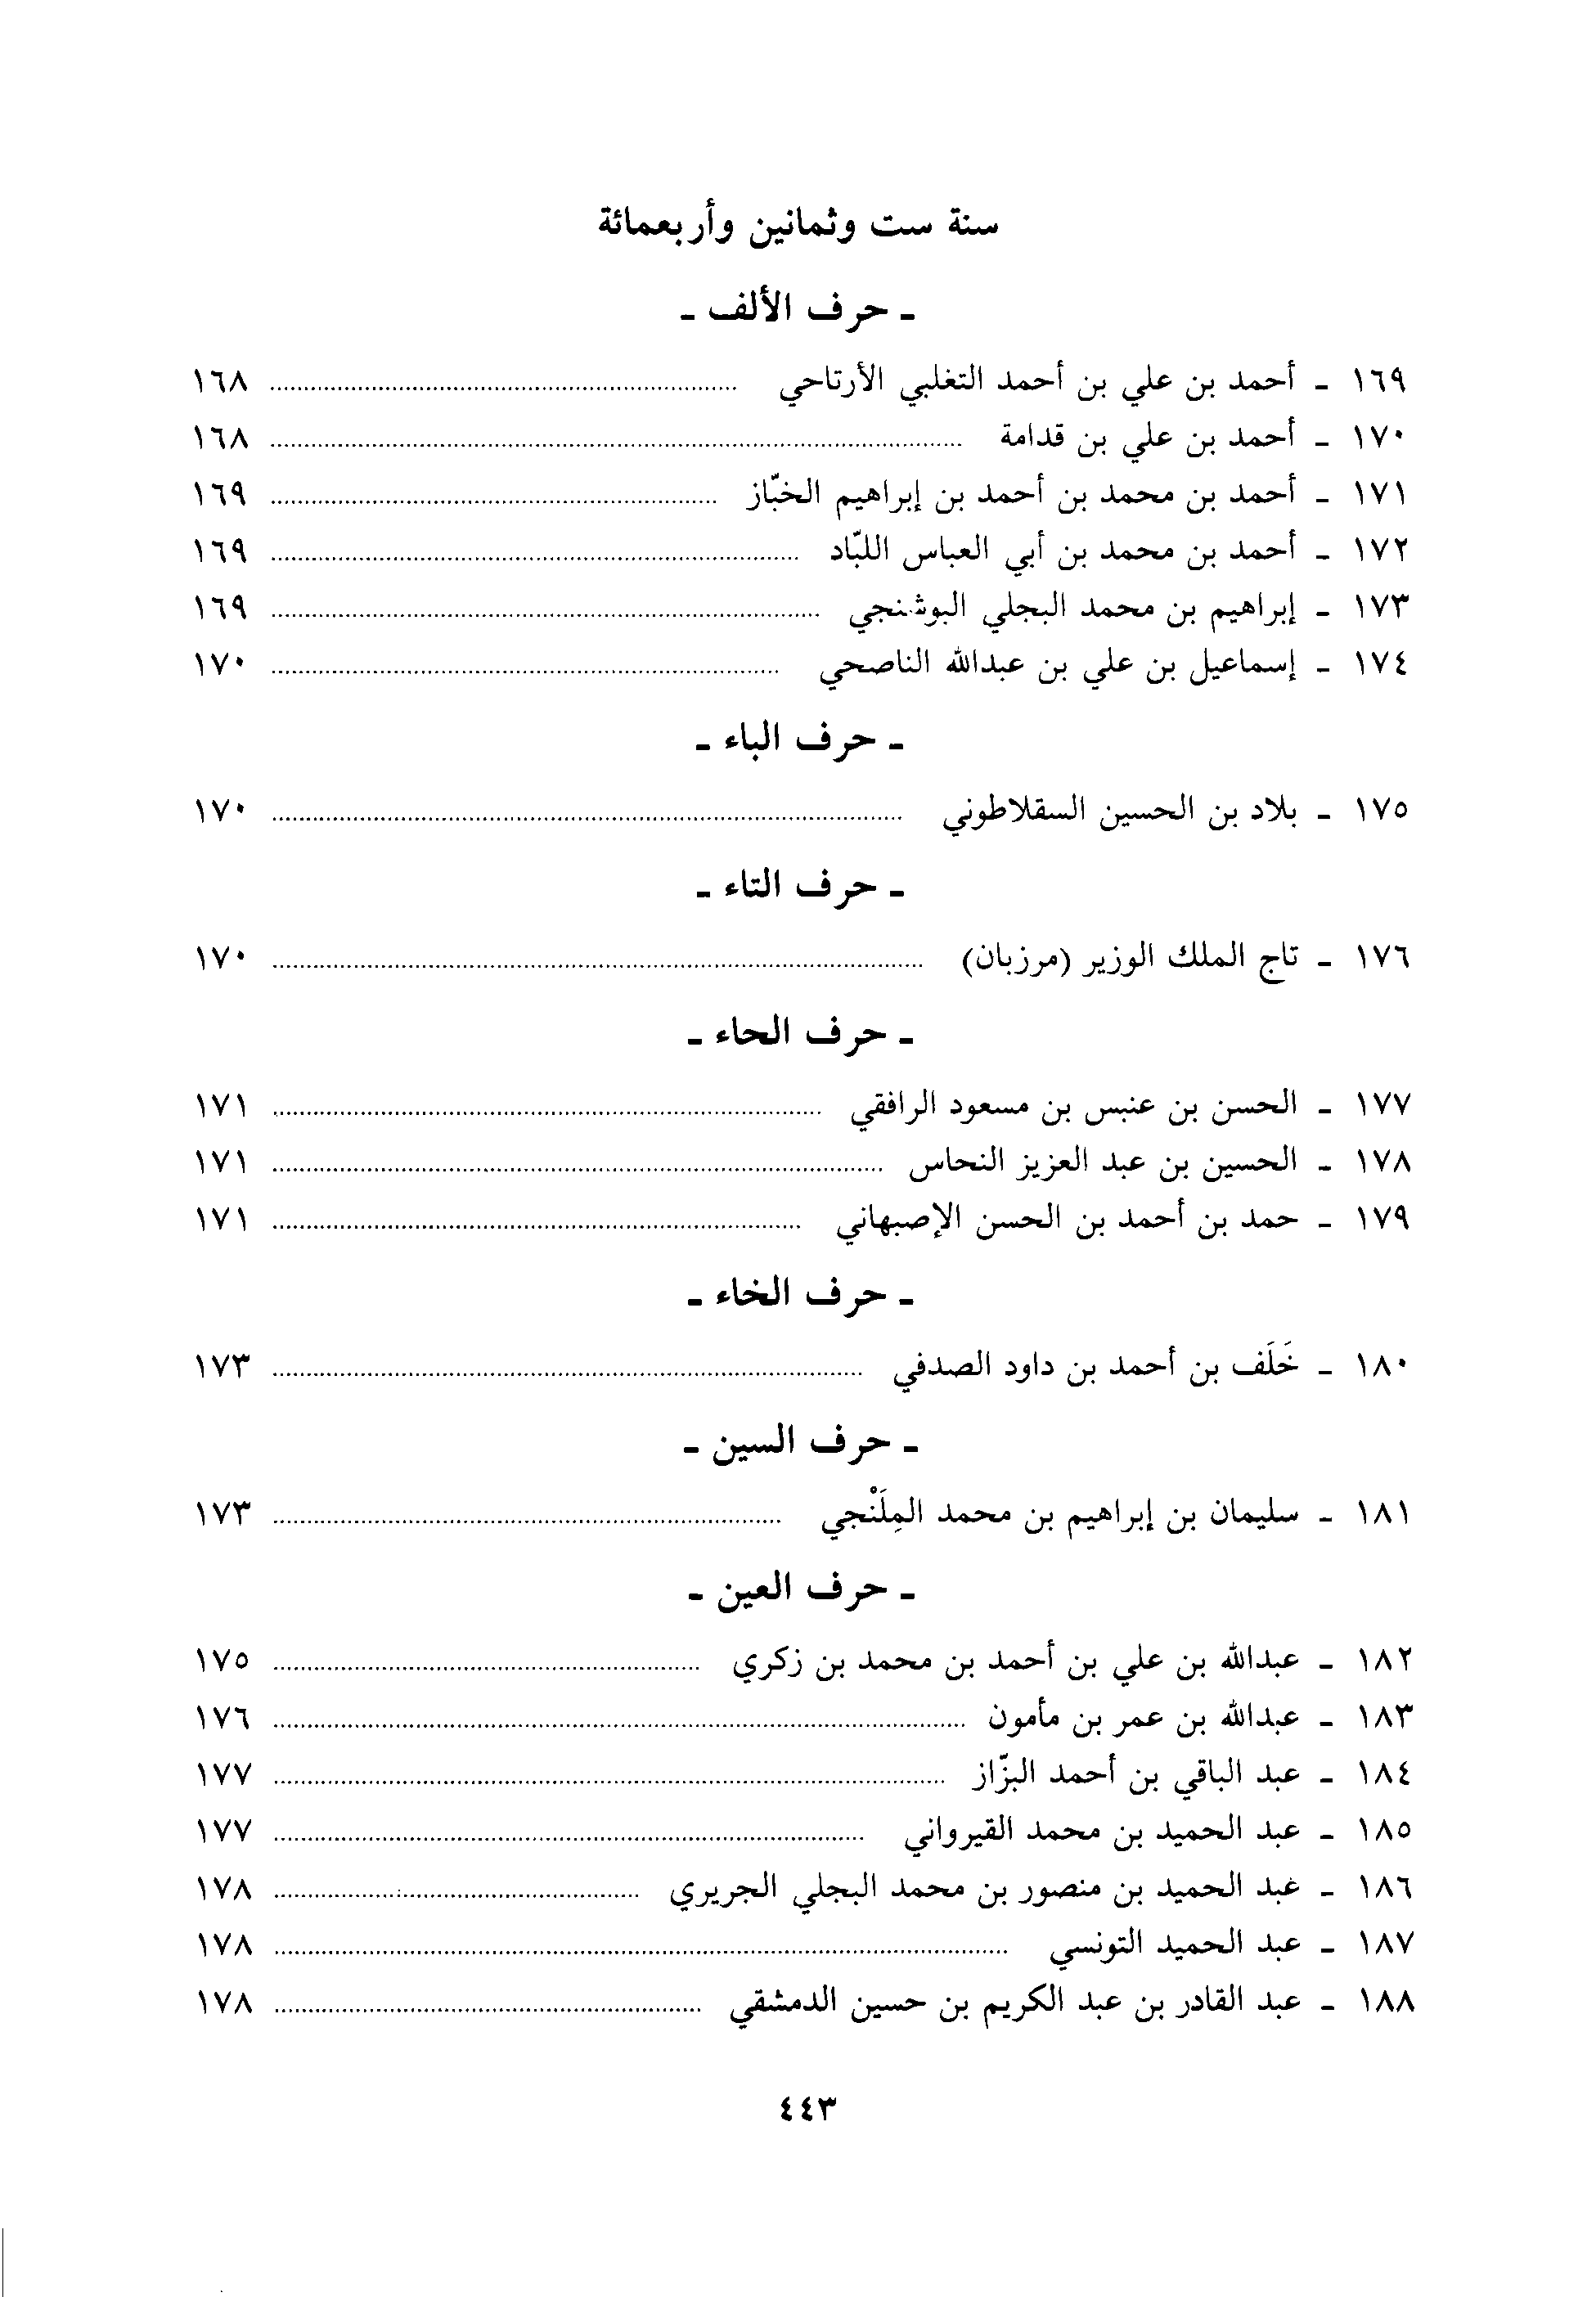 سنة ست وثمانين وأربعمائة
ـ حرف الألف ـ
١٦٩ ـ أحمد بن علي بن أحمد التغلبي الأرتاحي ........ ١٦٨
١٧٠ ـ أحمد بن علي بن قدامة ........ ١٦٨
١٧١ ـ أحمد بن محمد بن أحمد بن إبراهيم الخبّاز ........ ١٦٩
١٧٢ ـ أحمد بن محمد بن أبي العباس اللبّاد ........ ١٦٩
١٧٣ ـ إبراهيم بن محمد البجلي البوشنجي ........ ١٦٩
١٧٤ ـ إسماعيل بن علي بن عبدالله الناصحي ........ ١٧٠
ـ حرف الباء ـ
١٧٥ ـ بلاد بن الحسين السقلاطوني ........ ١٧٠
ـ حرف التاء ـ
١٧٦ ـ تاج الملك الوزير (مرزبان) ........ ١٧٠
ـ حرف الحاء ـ
١٧٧ ـ الحسن بن عنبس بن مسعود الرافقي ........ ١٧١
١٧٨ ـ الحسين بن عبد العزيز النحاس ........ ١٧١
١٧٩ ـ حمد بن أحمد بن الحسن الإصبهاني ........ ١٧١
ـ حرف الخاء ـ
١٨٠ ـ خَلَف بن أحمد بن داود الصدفي ........ ١٧٣
ـ حرف السين ـ
١٨١ ـ سليمان بن إبراهيم بن محمد المِلَنْجي ........ ١٧٣
ـ حرف العين ـ
١٨٢ ـ عبدالله بن علي بن أحمد بن محمد بن زكري ........ ١٧٥
١٨٣ ـ عبدالله بن عمر بن مأمون ........ ١٧٦
١٨٤ ـ عبد الباقي بن أحمد البزّاز ........ ١٧٧
١٨٥ ـ عبد الحميد بن محمد القيرواني ........ ١٧٧
١٨٦ ـ عبد الحميد بن منصور بن محمد البجلي الجريري ........ ١٧٨
١٨٧ ـ عبد الحميد التونسي ........ ١٧٨
١٨٨ ـ عبد القادر بن عبد الكريم بن حسين الدمشقي ........ ١٧٨
٤٤٣